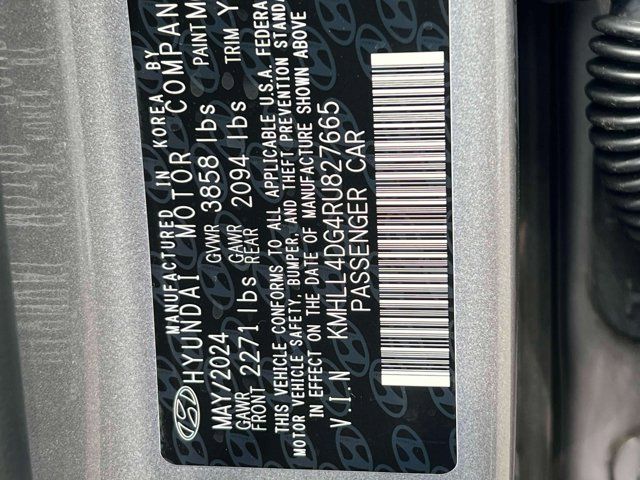 MANUFACTURED IN KOREA BY
HYUNDAI MOTOR COMPAN
MAY/2024 GVWR 3858 lbs PAINT M
GAWR FRONT 2271 lbs GAWR REAR 2094 lbs TRIM Y
THIS VEHICLE CONFORMS TO ALL APPLICABLE U.S.A. FEDERA
MOTOR VEHICLE SAFETY, BUMPER, AND THEFT PREVENTION STAND
IN EFFECT ON THE DATE OF MANUFACTURE SHOWN ABOVE
V.I.N KMHLL4DG4RU827665
PASSENGER CAR